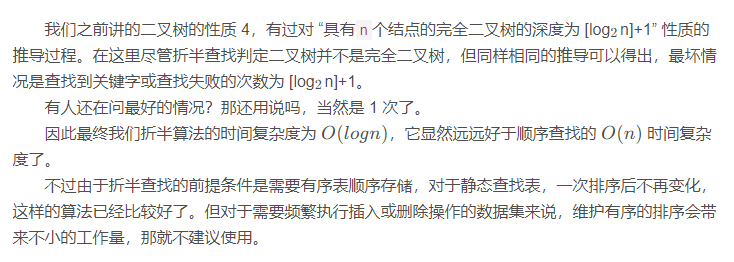 我们之前讲的二叉树的性质 4，有过对 “具有 n 个结点的完全二叉树的深度为 [log₂ n]+1” 性质的
推导过程。在这里尽管折半查找判定二叉树并不是完全二叉树，但同样相同的推导可以得出，最坏情
况是查找到关键字或查找失败的次数为 [log₂ n]+1。
有人还在问最好的情况？那还用说吗，当然是 1 次了。
因此最终我们折半算法的时间复杂度为 O(logn)，它显然远远好于顺序查找的 O(n) 时间复杂
度了。
不过由于折半查找的前提条件是需要有序表顺序存储，对于静态查找表，一次排序后不再变化，
这样的算法已经比较好了。但对于需要频繁执行插入或删除操作的数据集来说，维护有序的排序会带
来不小的工作量，那就不建议使用。